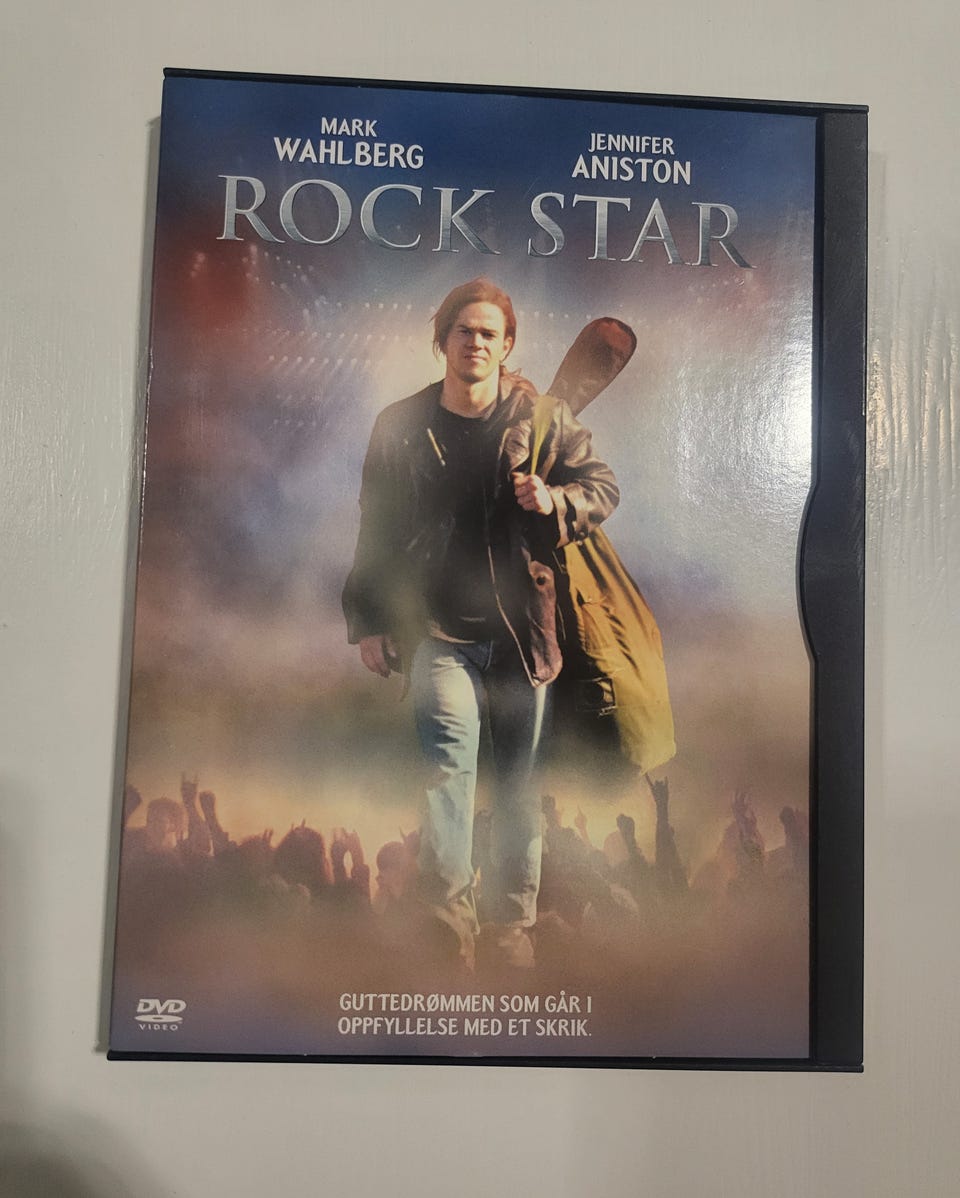 MARK
WAHLBERG
JENNIFER
ANISTON
ROCK STAR
DVD
VIDEO
GUTTEDRØMMEN SOM GÅR I
OPPFYLLELSE MED ET SKRIK.